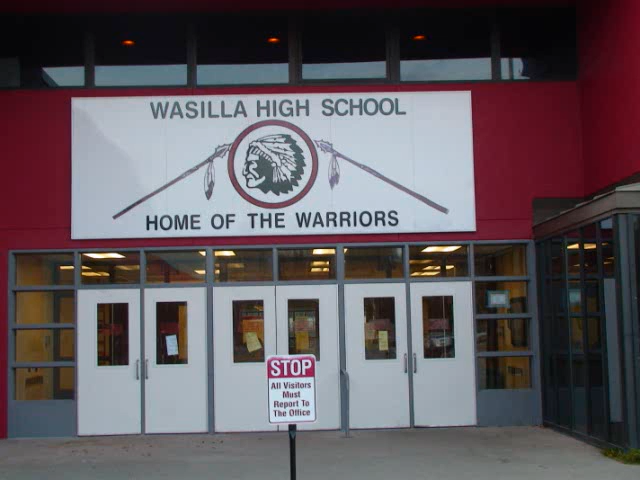 WASILLA HIGH SCHOOL
HOME OF THE WARRIORS
STOP
All Visitors
Must
Report To
The Office